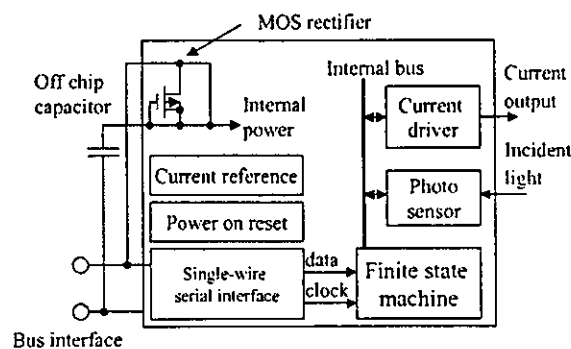 MOS rectifier
Off chip
capacitor
Internal
power
Internal bus
Current
driver
Current
output
Incident
light
Photo
sensor
Current reference
Power on reset
Single-wire
serial interface
data
clock
Finite state
machine
Bus interface